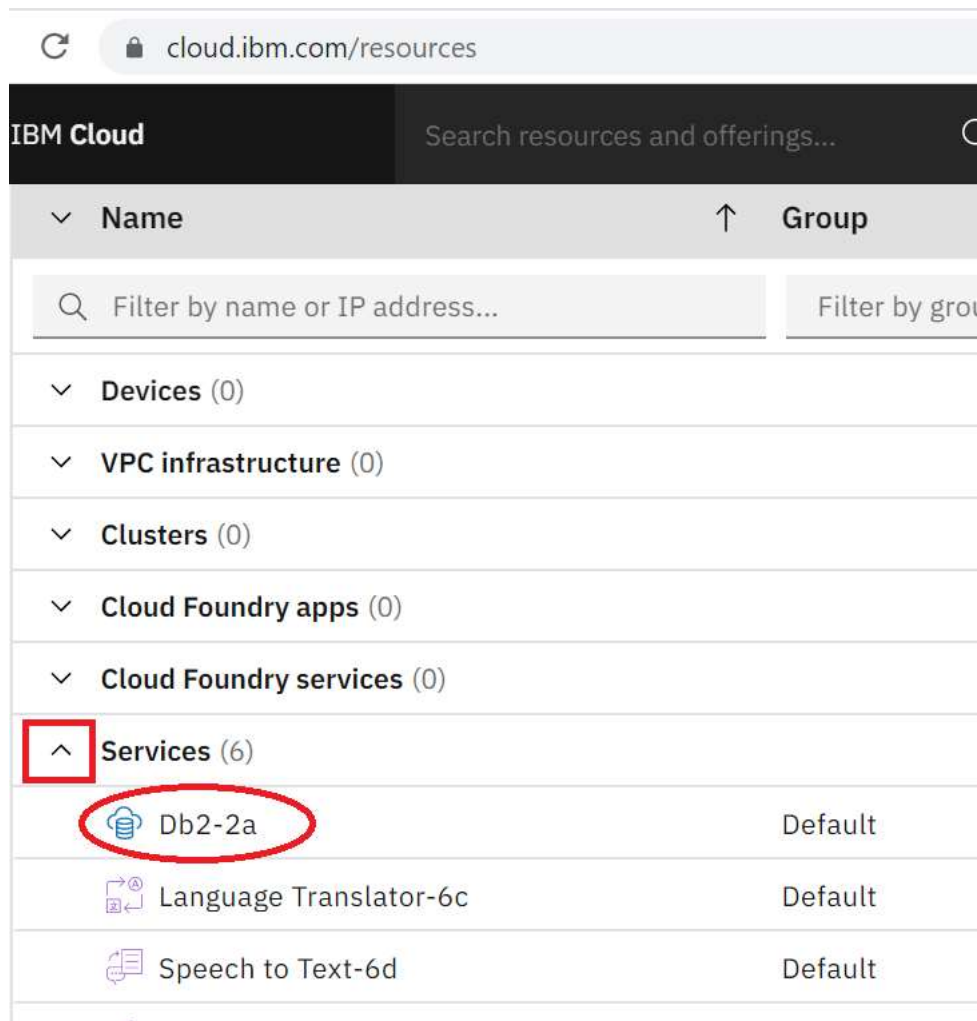 cloud.ibm.com/resources
IBM Cloud Search resources and offerings...
Name Group
Filter by name or IP address... Filter by
Devices (0)
VPC infrastructure (0)
Clusters (0)
Cloud Foundry apps (0)
Cloud Foundry services (0)
Services (6)
Db2-2a Default
Language Translator-6c Default
Speech to Text-6d Default